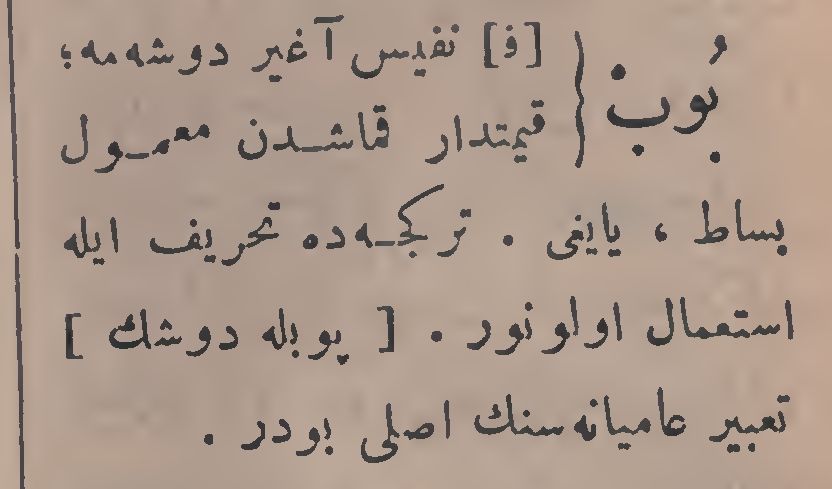 بُوب { [ف] نفیس آغیر دوشه‌مه؛
قیمتدار قماشدن معمول
بساط ، یایغی . ترکجه‌ده تحریف ایله
استعمال اولونور . [ پوپله دوشك ]
تعبیر عامیانه‌سنك اصلی بودر .